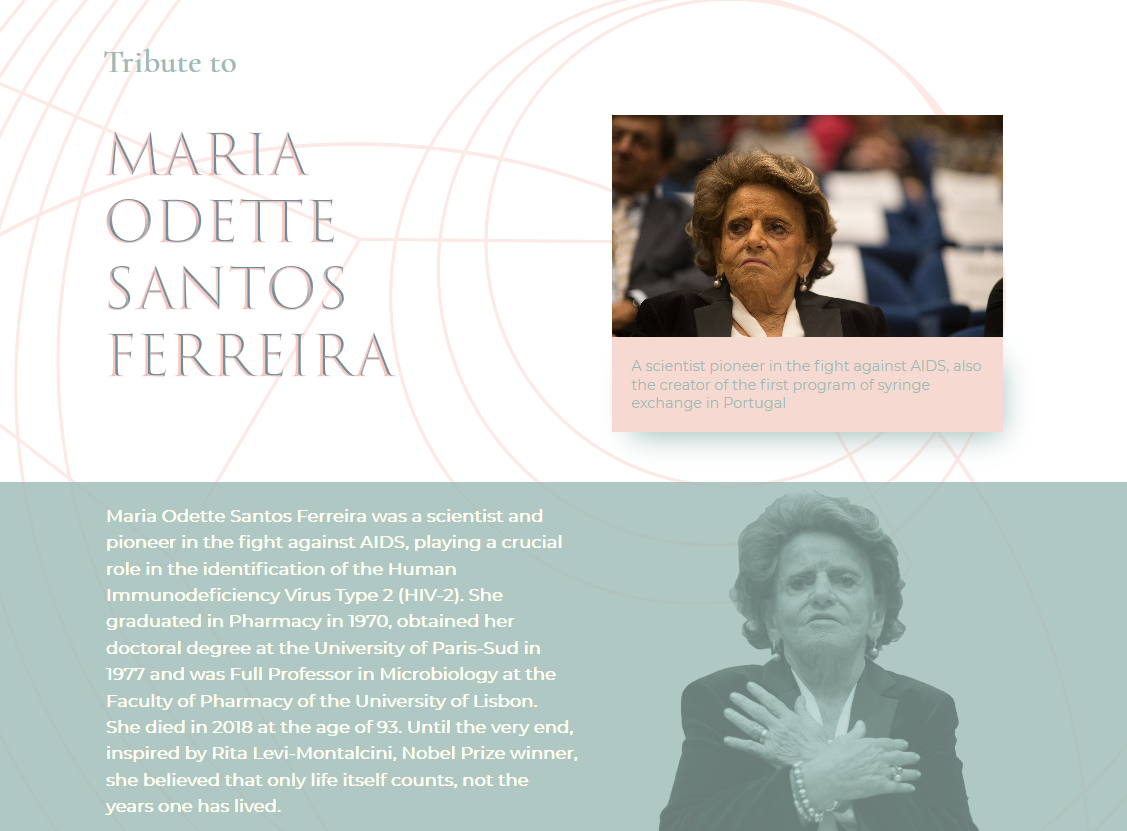 Tribute to
MARIA
ODETTE
SANTOS
FERREIRA
A scientist pioneer in the fight against AIDS, also
the creator of the first program of syringe
exchange in Portugal
Maria Odette Santos Ferreira was a scientist and
pioneer in the fight against AIDS, playing a crucial
role in the identification of the Human
Immunodeficiency Virus Type 2 (HIV-2). She
graduated in Pharmacy in 1970, obtained her
doctoral degree at the University of Paris-Sud in
1977 and was Full Professor in Microbiology at the
Faculty of Pharmacy of the University of Lisbon.
She died in 2018 at the age of 93. Until the very end,
inspired by Rita Levi-Montalcini, Nobel Prize winner,
she believed that only life itself counts, not the
years one has lived.